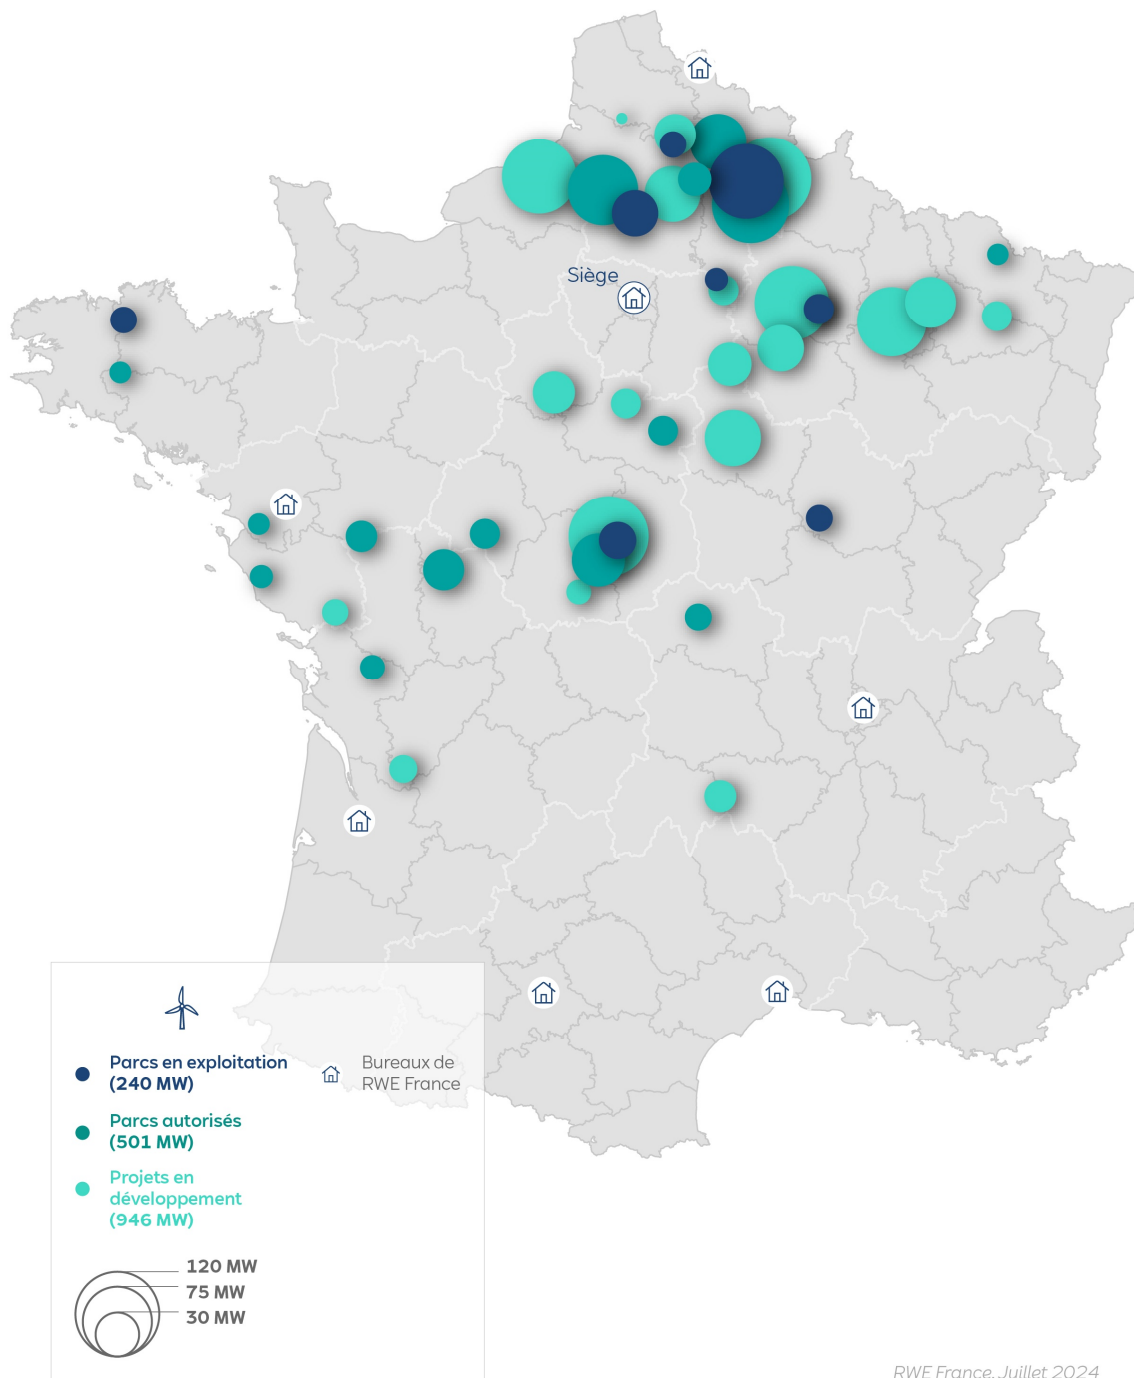 Siège
Parcs en exploitation
(240 MW)
Bureaux de
RWE France
Parcs autorisés
(501 MW)
Projets en
développement
(946 MW)
120 MW
75 MW
30 MW
RWE France, Juillet 2024